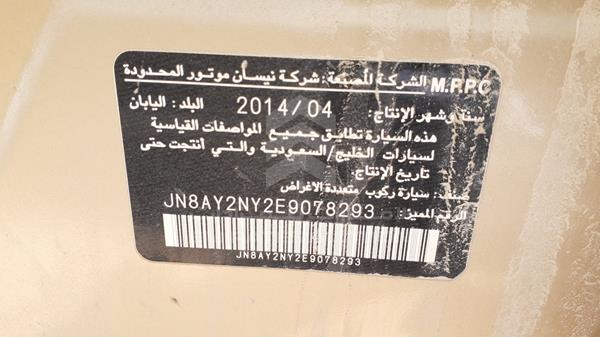 M.P.P.C الشركة المصنعة: شركة نيسان موتور المحدودة
سنة وشهر الإنتاج: 2014/04 البلد: اليابان
هذه السيارة تطابق جميع المواصفات القياسية
لسيارات الخليج/السعودية والتي أنتجت حتى
تاريخ الإنتاج.
صنف: سيارة ركوب متعددة الاغراض
الرقم المميز: JN8AY2NY2E9078293
JN8AY2NY2E9078293